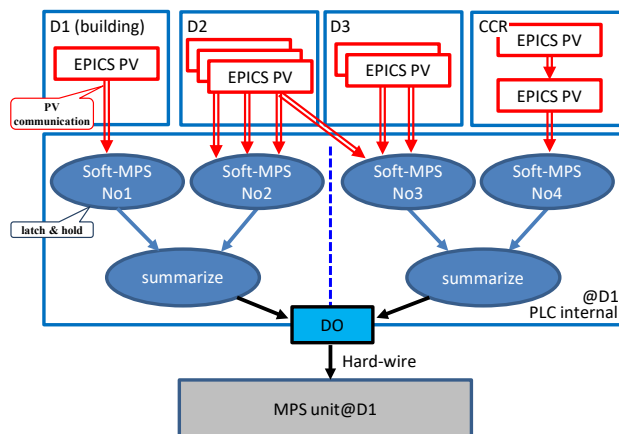 D1 (building)
D2
D3
CCR
EPICS PV
EPICS PV
EPICS PV
EPICS PV
EPICS PV
PV
communication
Soft-MPS
No1
Soft-MPS
No2
Soft-MPS
No3
Soft-MPS
No4
latch & hold
summarize
summarize
@D1
PLC internal
DO
Hard-wire
MPS unit@D1